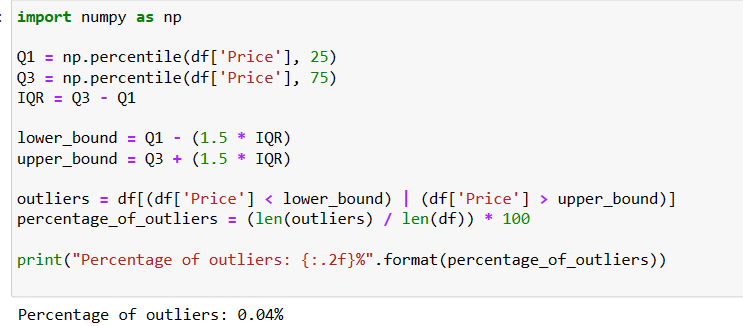 import numpy as np
Q1 = np.percentile(df['Price'], 25)
Q3 = np.percentile(df['Price'], 75)
IQR = Q3 - Q1
lower_bound = Q1 - (1.5 * IQR)
upper_bound = Q3 + (1.5 * IQR)
outliers = df[(df['Price'] < lower_bound) | (df['Price'] > upper_bound)]
percentage_of_outliers = (len(outliers) / len(df)) * 100
print("Percentage of outliers: {:.2f}%".format(percentage_of_outliers))
Percentage of outliers: 0.04%